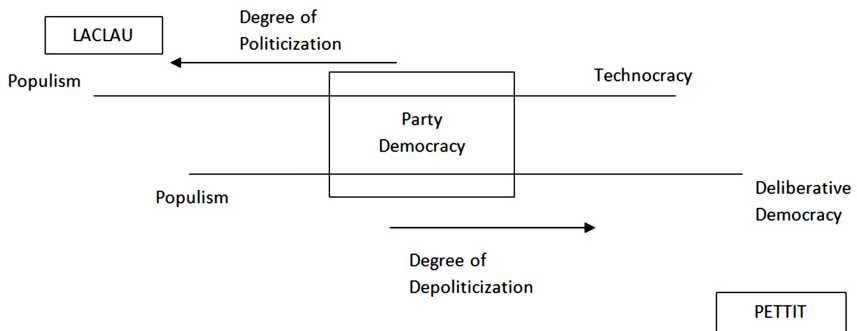 Degree of
Politicization
LACLAU
Populism
Technocracy
Party
Democracy
Populism
Deliberative
Democracy
Degree of
Depoliticization
PETTIT